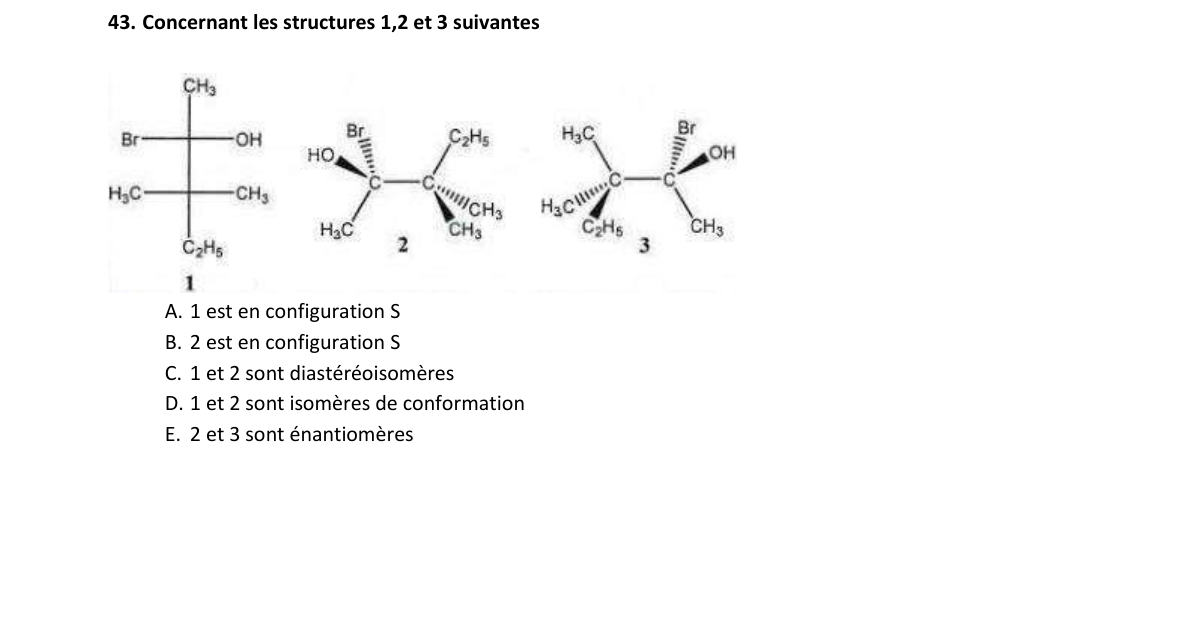 43. Concernant les structures 1,2 et 3 suivantes
CH3
Br OH
H3C CH3
C2H5
1
Br
HO C2H5
C C
CH3
H3C CH3
2
H3C Br
OH
C C
H3C
C2H5 CH3
3
A. 1 est en configuration S
B. 2 est en configuration S
C. 1 et 2 sont diastéréoisomères
D. 1 et 2 sont isomères de conformation
E. 2 et 3 sont énantiomères